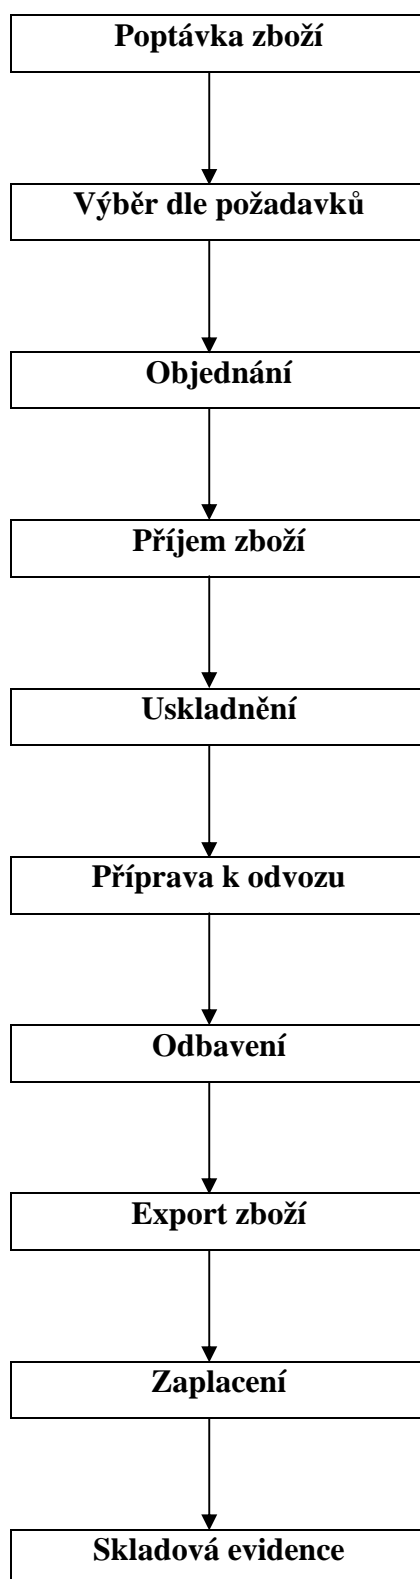 Poptávka zboží
Výběr dle požadavků
Objednání
Příjem zboží
Uskladnění
Příprava k odvozu
Odbavení
Export zboží
Zaplacení
Skladová evidence